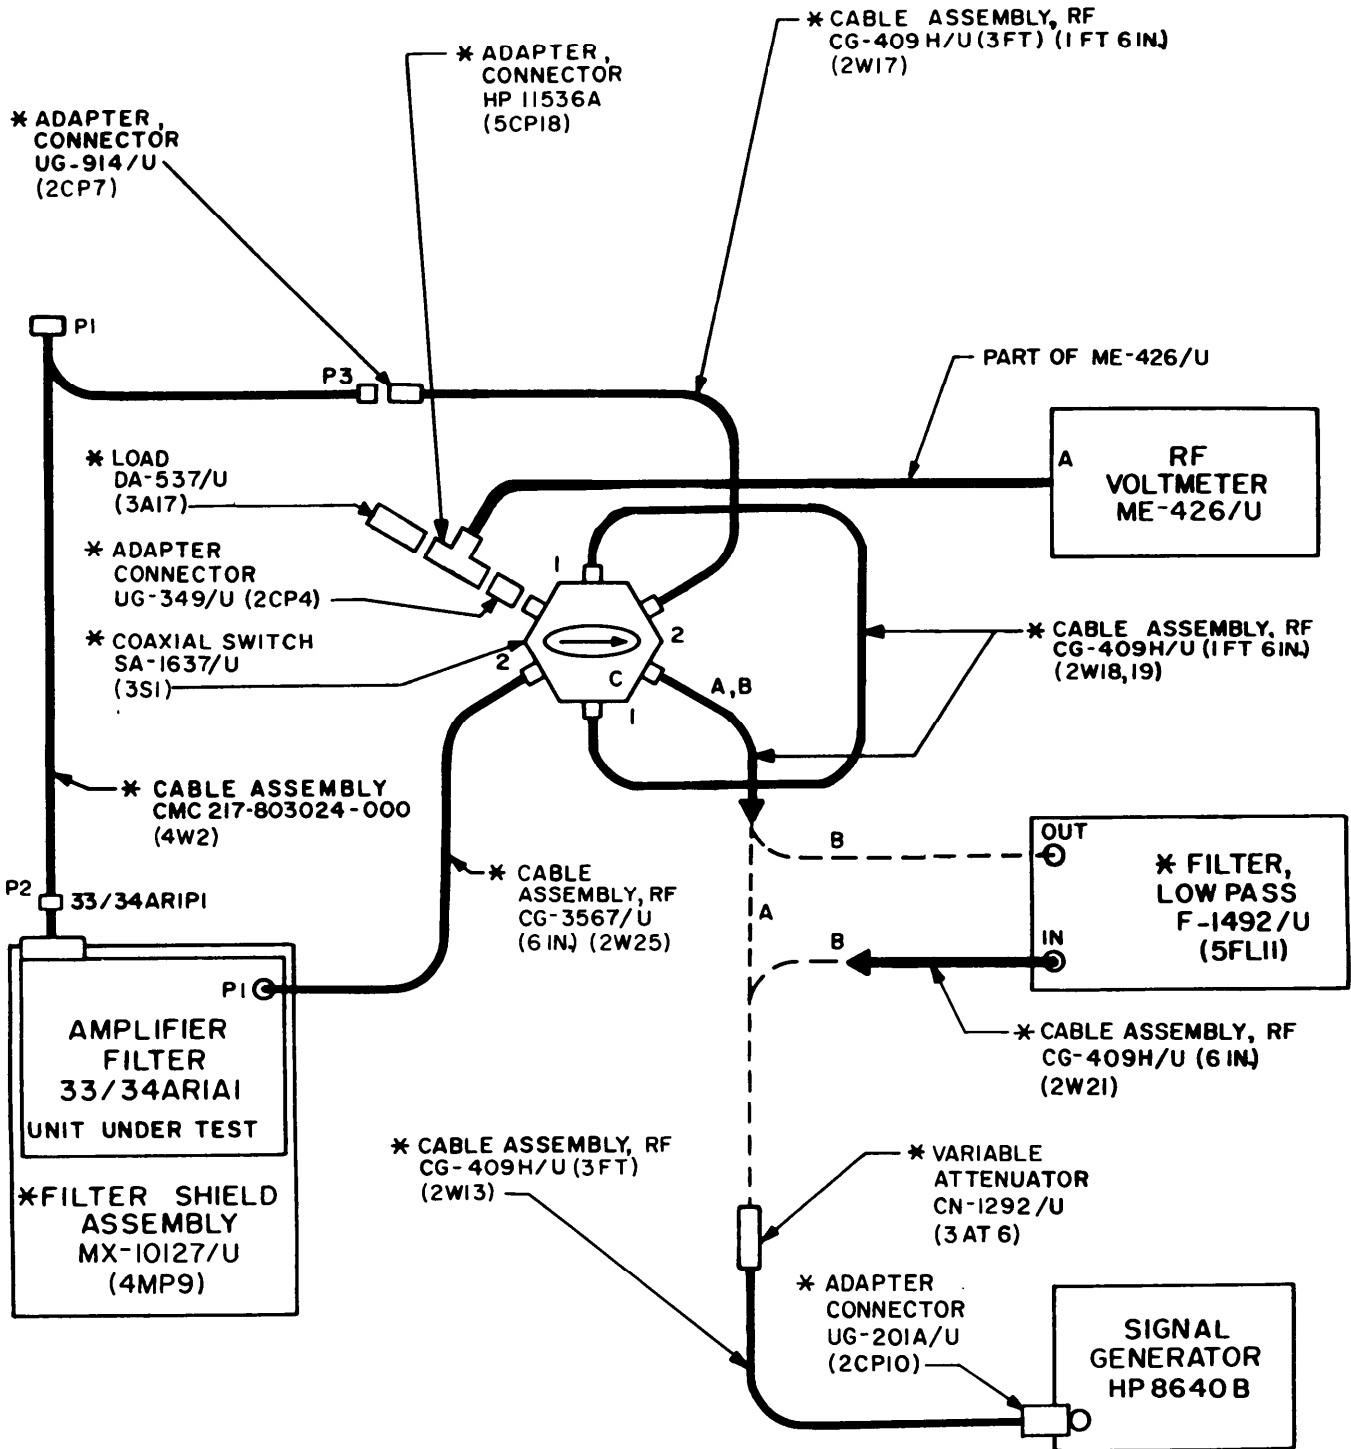 * CABLE ASSEMBLY, RF
CG-409 H/U (3FT) (1 FT 6 IN.)
(2W17)
* ADAPTER,
CONNECTOR
HP 11536A
(5CP18)
* ADAPTER,
CONNECTOR
UG-914/U
(2CP7)
P1
P3
PART OF ME-426/U
A
RF
VOLTMETER
ME-426/U
* LOAD
DA-537/U
(3A17)
* ADAPTER
CONNECTOR
UG-349/U (2CP4)
* COAXIAL SWITCH
SA-1637/U
(3S1)
1
2
2
C
1
A,B
* CABLE ASSEMBLY, RF
CG-409H/U (1 FT 6 IN.)
(2W18,19)
* CABLE ASSEMBLY
CMC 217-803024-000
(4W2)
P2
33/34AR1P1
* CABLE
ASSEMBLY, RF
CG-3567/U
(6 IN.) (2W25)
B
A
B
OUT
IN
* FILTER,
LOW PASS
F-1492/U
(5FL11)
P1
AMPLIFIER
FILTER
33/34AR1A1
UNIT UNDER TEST
* FILTER SHIELD
ASSEMBLY
MX-10127/U
(4MP9)
* CABLE ASSEMBLY, RF
CG-409H/U (6 IN.)
(2W21)
* CABLE ASSEMBLY, RF
CG-409H/U (3FT)
(2W13)
* VARIABLE
ATTENUATOR
CN-1292/U
(3 AT 6)
* ADAPTER
CONNECTOR
UG-201A/U
(2CP10)
SIGNAL
GENERATOR
HP 8640 B